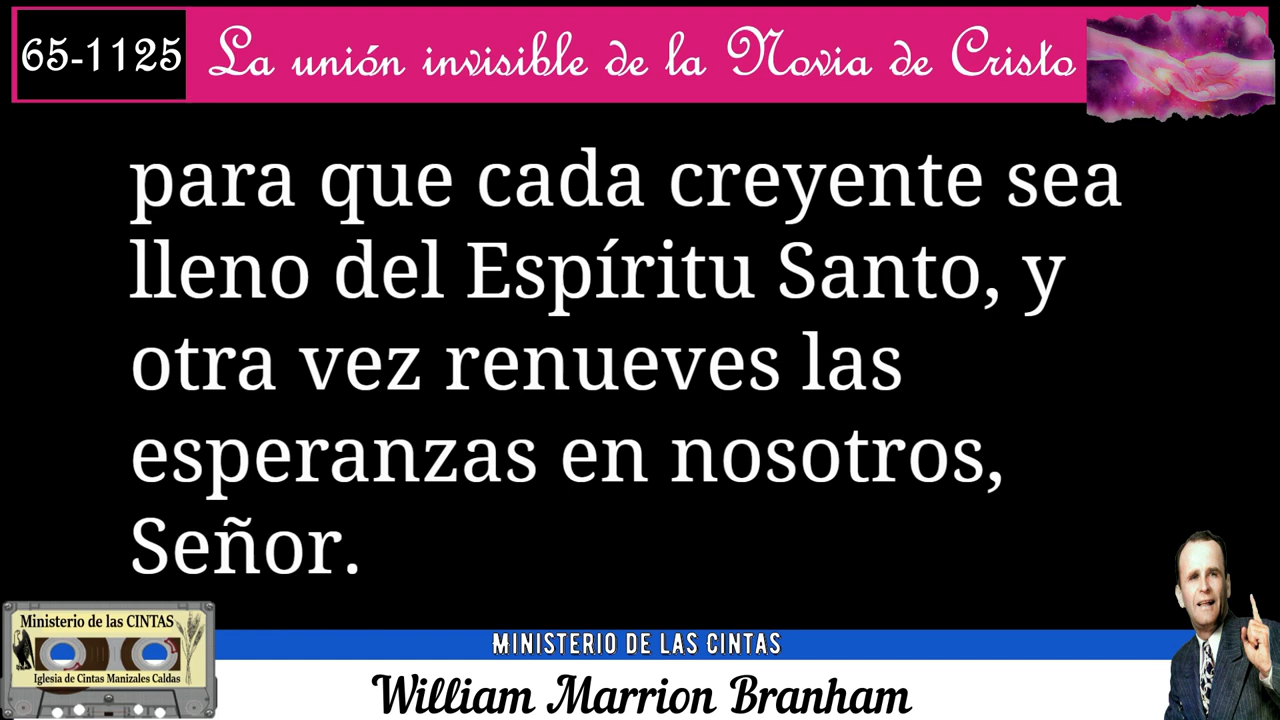 65-1125 La unión invisible de la Novia de Cristo
para que cada creyente sea
lleno del Espíritu Santo, y
otra vez renueves las
esperanzas en nosotros,
Señor.
Ministerio de las CINTAS
Iglesia de Cintas Manizales Caldas
MINISTERIO DE LAS CINTAS
William Marrion Branham